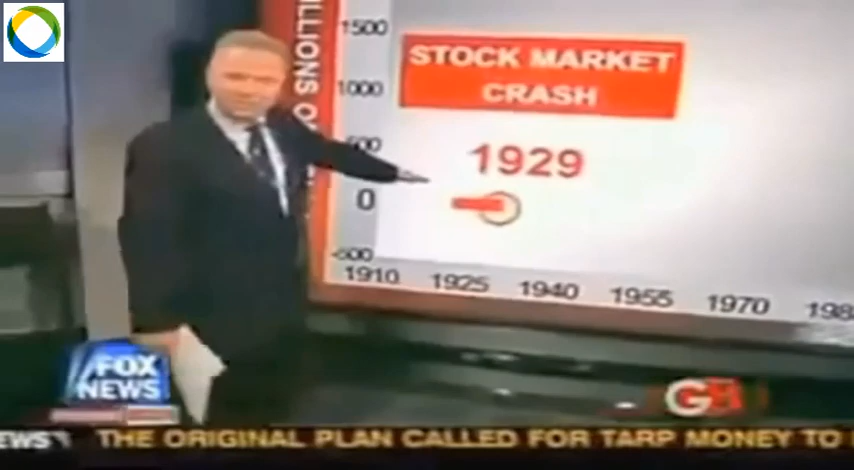 1500
STOCK MARKET
CRASH
1000
500
1929
0
-500
1910 1925 1940 1955 1970
FOX
NEWS
GB
EWS THE ORIGINAL PLAN CALLED FOR TARP MONEY TO